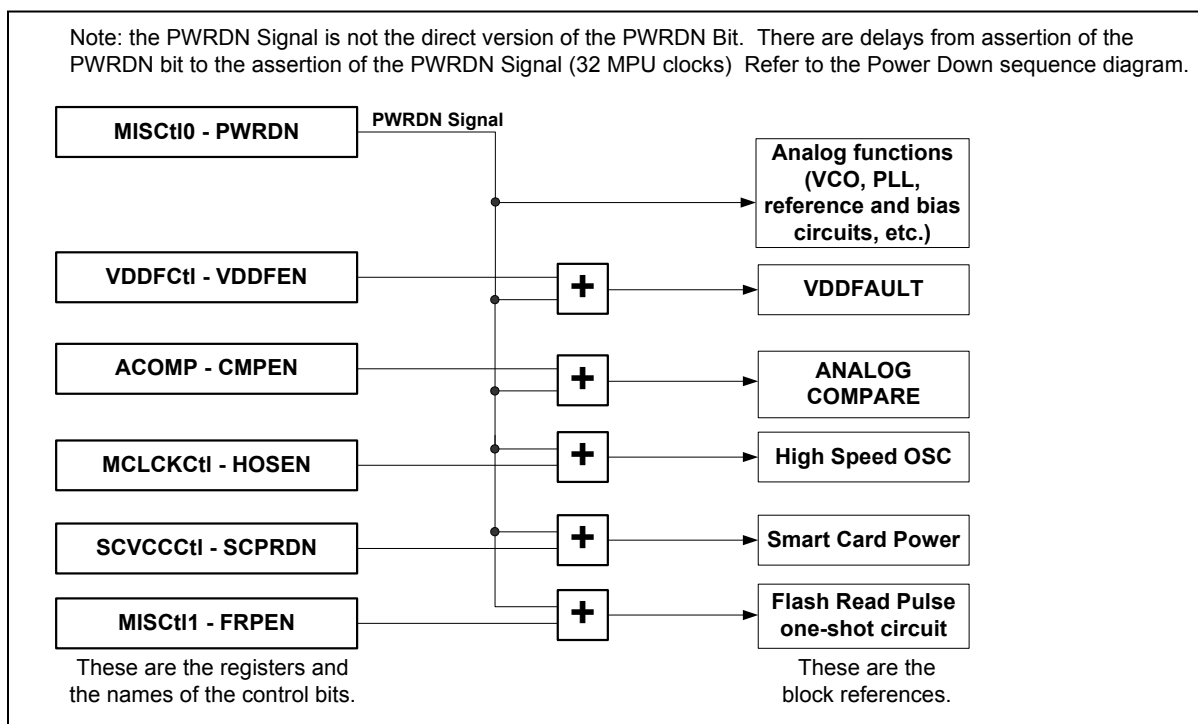 Note: the PWRDN Signal is not the direct version of the PWRDN Bit. There are delays from assertion of the
PWRDN bit to the assertion of the PWRDN Signal (32 MPU clocks) Refer to the Power Down sequence diagram.
MISCtl0 - PWRDN
PWRDN Signal
Analog functions
(VCO, PLL,
reference and bias
circuits, etc.)
VDDFCtl - VDDFEN
+
VDDFAULT
ACOMP - CMPEN
+
ANALOG
COMPARE
MCLCKCtl - HOSEN
+
High Speed OSC
SCVCCCtl - SCPRDN
+
Smart Card Power
MISCtl1 - FRPEN
+
Flash Read Pulse
one-shot circuit
These are the registers and
the names of the control bits.
These are the
block references.